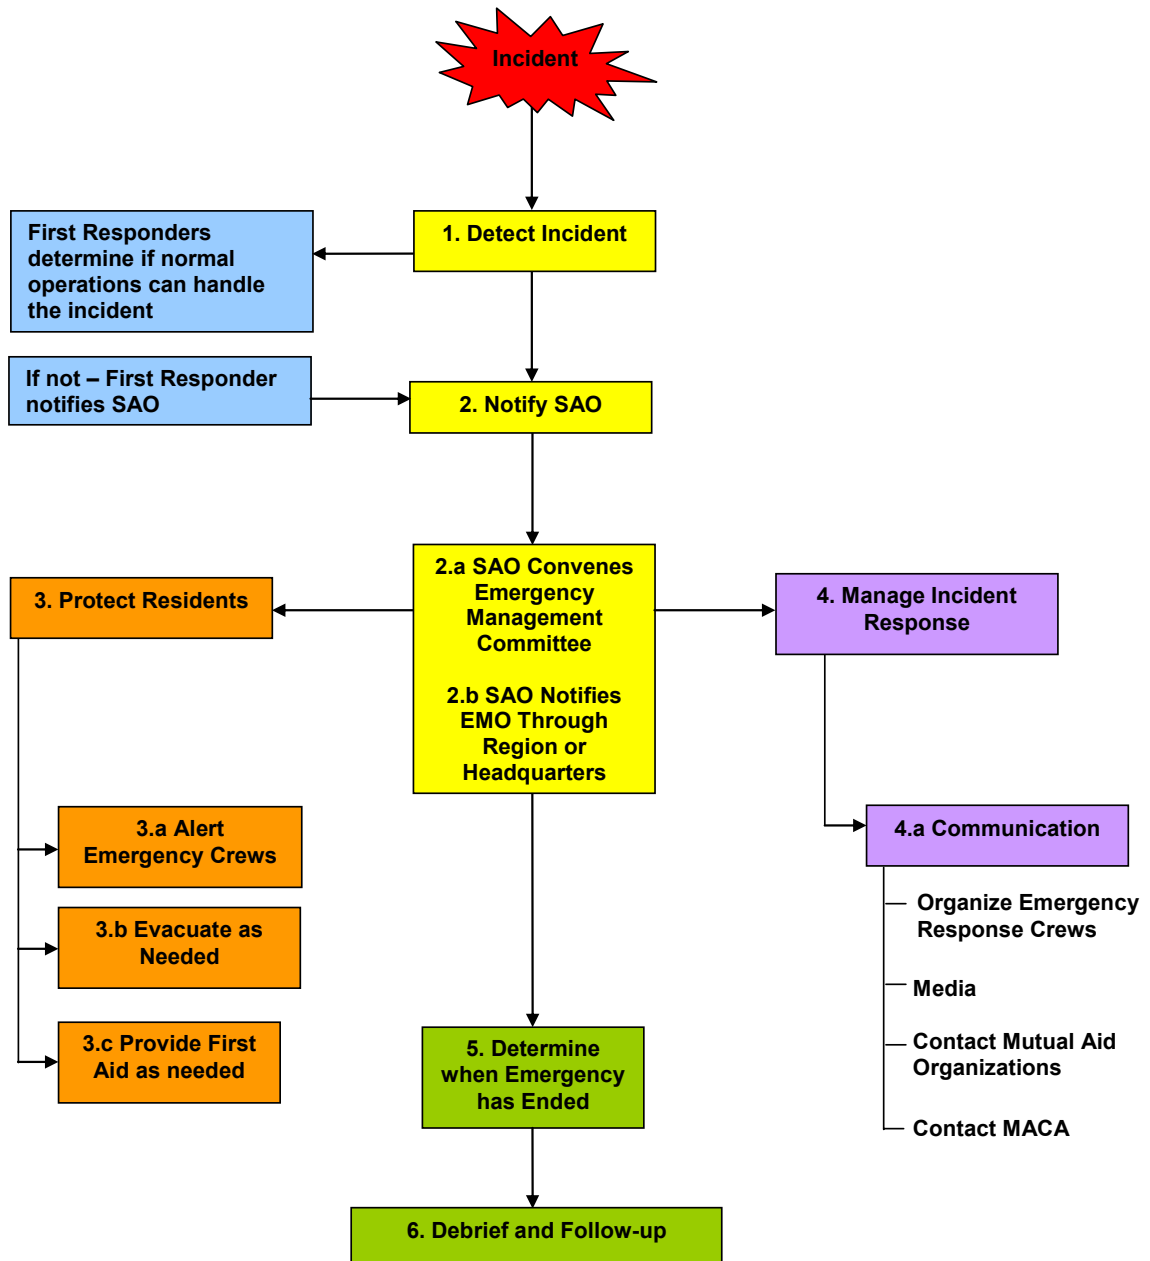 Incident
1. Detect Incident
First Responders
determine if normal
operations can handle
the incident
If not – First Responder
notifies SAO
2. Notify SAO
2.a SAO Convenes
Emergency
Management
Committee
2.b SAO Notifies
EMO Through
Region or
Headquarters
3. Protect Residents
3.a Alert
Emergency Crews
3.b Evacuate as
Needed
3.c Provide First
Aid as needed
4. Manage Incident
Response
4.a Communication
Organize Emergency
Response Crews
Media
Contact Mutual Aid
Organizations
Contact MACA
5. Determine
when Emergency
has Ended
6. Debrief and Follow-up